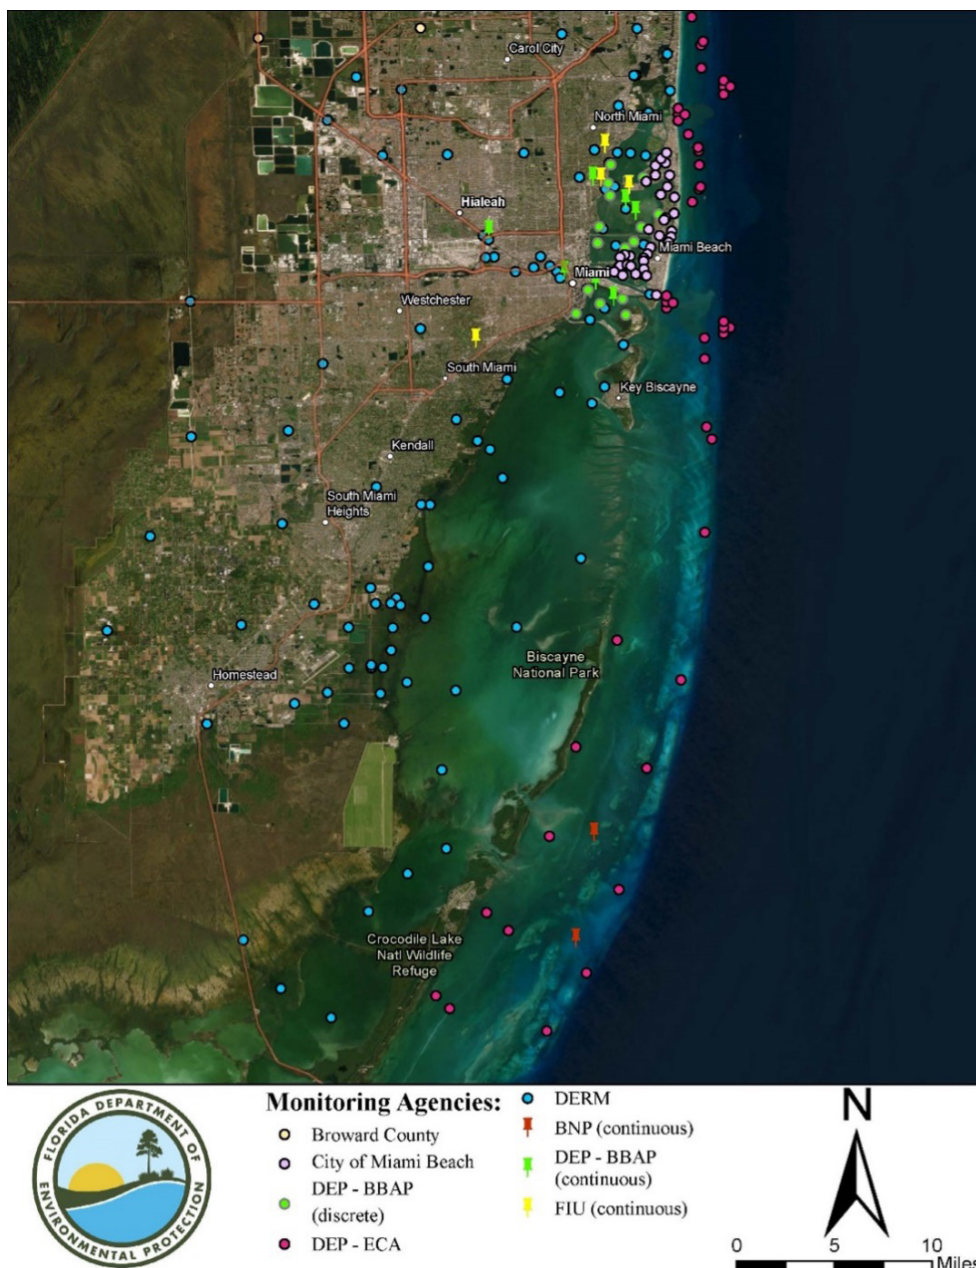 Carol City
North Miami
Hialeah
Miami Beach
Miami
Westchester
South Miami
Key Biscayne
Kendall
South Miami
Heights
Biscayne
National Park
Homestead
Crocodile Lake
Natl Wildlife
Refuge
FLORIDA DEPARTMENT OF
ENVIRONMENTAL PROTECTION
Monitoring Agencies:
Broward County
City of Miami Beach
DEP - BBAP
(discrete)
DEP - ECA
DERM
BNP (continuous)
DEP - BBAP
(continuous)
FIU (continuous)
N
0 5 10
Miles